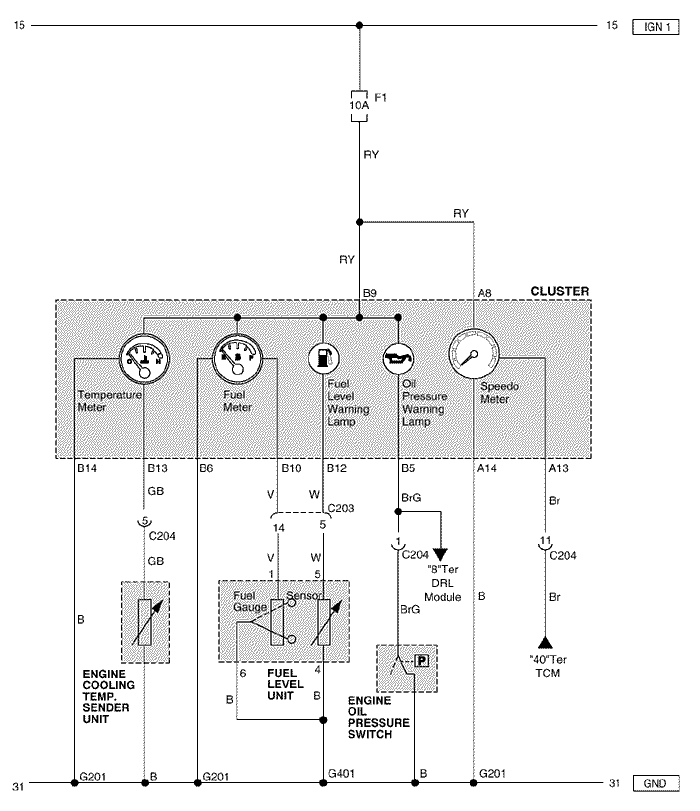 15
15
IGN 1
F1
10A
RY
RY
RY
B9
A8
CLUSTER
Temperature
Meter
Fuel
Meter
Fuel
Level
Warning
Lamp
Oil
Pressure
Warning
Lamp
Speedo
Meter
B14
B13
B6
B10
B12
B5
A14
A13
GB
V
W
BrG
Br
C203
5
14
5
C204
1
C204
11
C204
GB
V
W
"8"Ter
DRL
Module
1
5
Fuel
Gauge
Sensor
B
BrG
B
Br
P
"40"Ter
TCM
6
4
B
B
ENGINE
COOLING
TEMP.
SENDER
UNIT
FUEL
LEVEL
UNIT
ENGINE
OIL
PRESSURE
SWITCH
31
G201
B
G201
G401
B
G201
31
GND